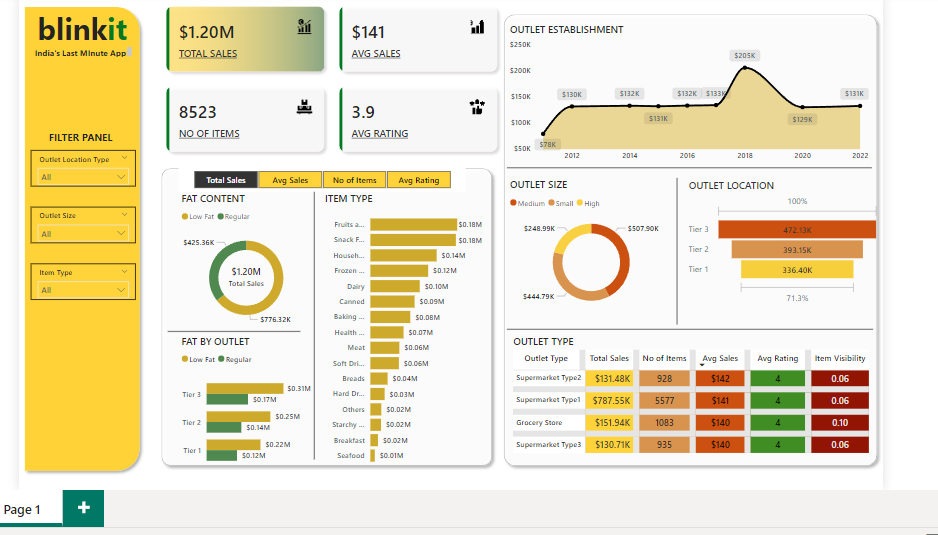 blinkit
India's Last Minute App
FILTER PANEL
Outlet Location Type
All
Outlet Size
All
Item Type
All
$1.20M
TOTAL SALES
$141
AVG SALES
8523
NO OF ITEMS
3.9
AVG RATING
Total Sales Avg Sales No of Items Avg Rating
FAT CONTENT
Low Fat Regular
$425.36K
$1.20M
Total Sales
$776.32K
FAT BY OUTLET
Low Fat Regular
Tier 3 $0.31M
$0.17M
Tier 2 $0.25M
$0.14M
Tier 1 $0.22M
$0.12M
ITEM TYPE
Fruits a... $0.18M
Snack F... $0.18M
Househ... $0.14M
Frozen ... $0.12M
Dairy $0.10M
Canned $0.09M
Baking ... $0.08M
Health ... $0.07M
Meat $0.06M
Soft Dri... $0.06M
Breads $0.04M
Hard Dr... $0.03M
Others $0.02M
Starchy ... $0.02M
Breakfast $0.02M
Seafood $0.01M
OUTLET ESTABLISHMENT
$250K
$200K
$150K
$100K
$50K
$78K
$130K
$132K
$131K
$132K
$133K
$205K
$129K
$131K
2012 2014 2016 2018 2020 2022
OUTLET SIZE
Medium Small High
$248.99K
$507.90K
$444.79K
OUTLET LOCATION
100%
Tier 3 472.13K
Tier 2 393.15K
Tier 1 336.40K
71.3%
OUTLET TYPE
Outlet Type Total Sales No of Items Avg Sales Avg Rating Item Visibility
Supermarket Type2 $131.48K 928 $142 4 0.06
Supermarket Type1 $787.55K 5577 $141 4 0.06
Grocery Store $151.94K 1083 $140 4 0.10
Supermarket Type3 $130.71K 935 $140 4 0.06
Page 1
+